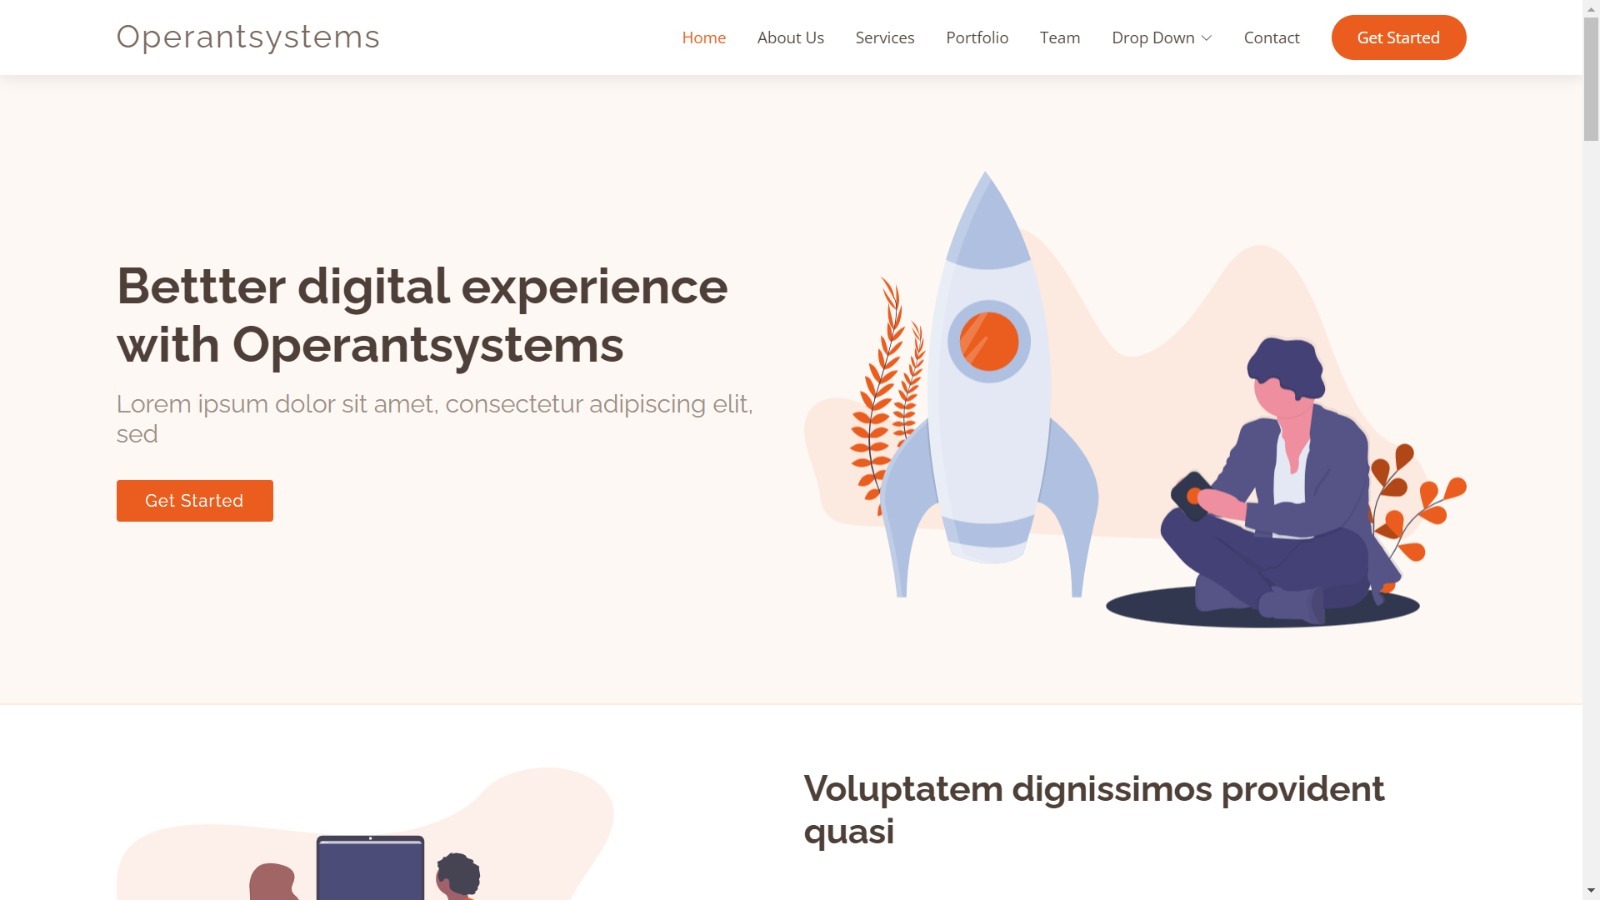 Operantsystems
Home About Us Services Portfolio Team Drop Down Contact Get Started
Bettter digital experience
with Operantsystems
Lorem ipsum dolor sit amet, consectetur adipiscing elit,
sed
Get Started
Voluptatem dignissimos provident
quasi